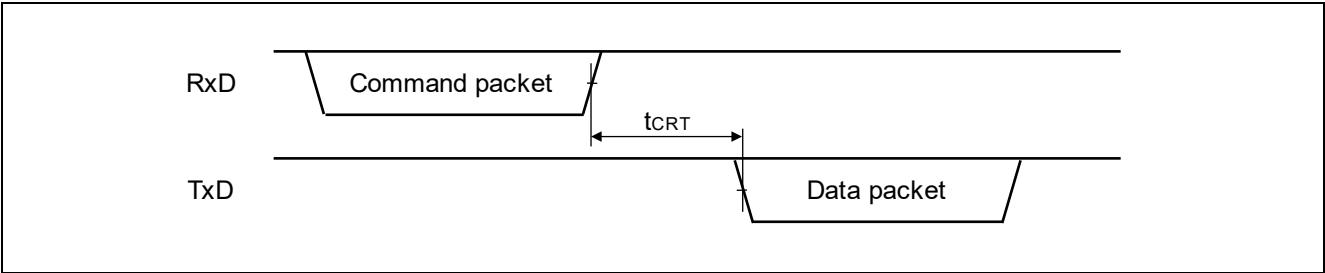 RxD
Command packet
tCRT
TxD
Data packet